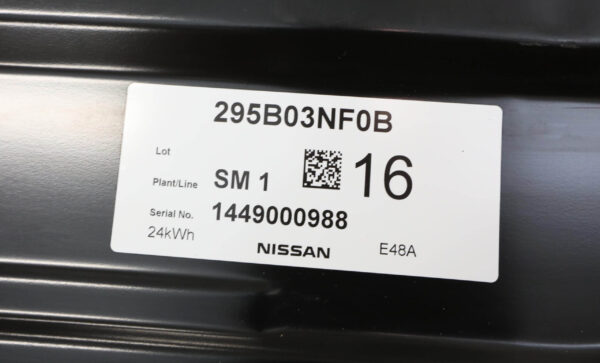 295B03NF0B
Lot
Plant/Line SM 1 16
Serial No. 1449000988
24kWh NISSAN E48A